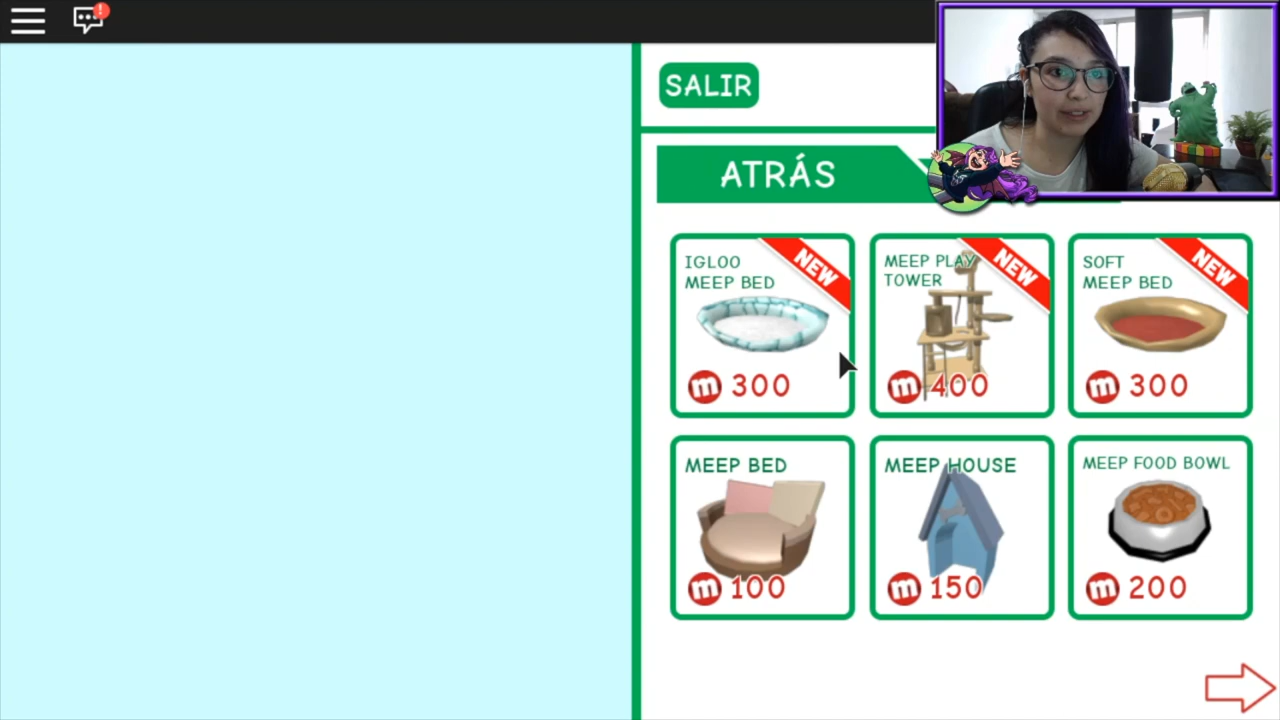 !
SALIR
ATRÁS
IGLOO
MEEP BED
NEW
m 300
MEEP PLAY
TOWER
NEW
m 400
SOFT
MEEP BED
NEW
m 300
MEEP BED
m 100
MEEP HOUSE
m 150
MEEP FOOD BOWL
m 200